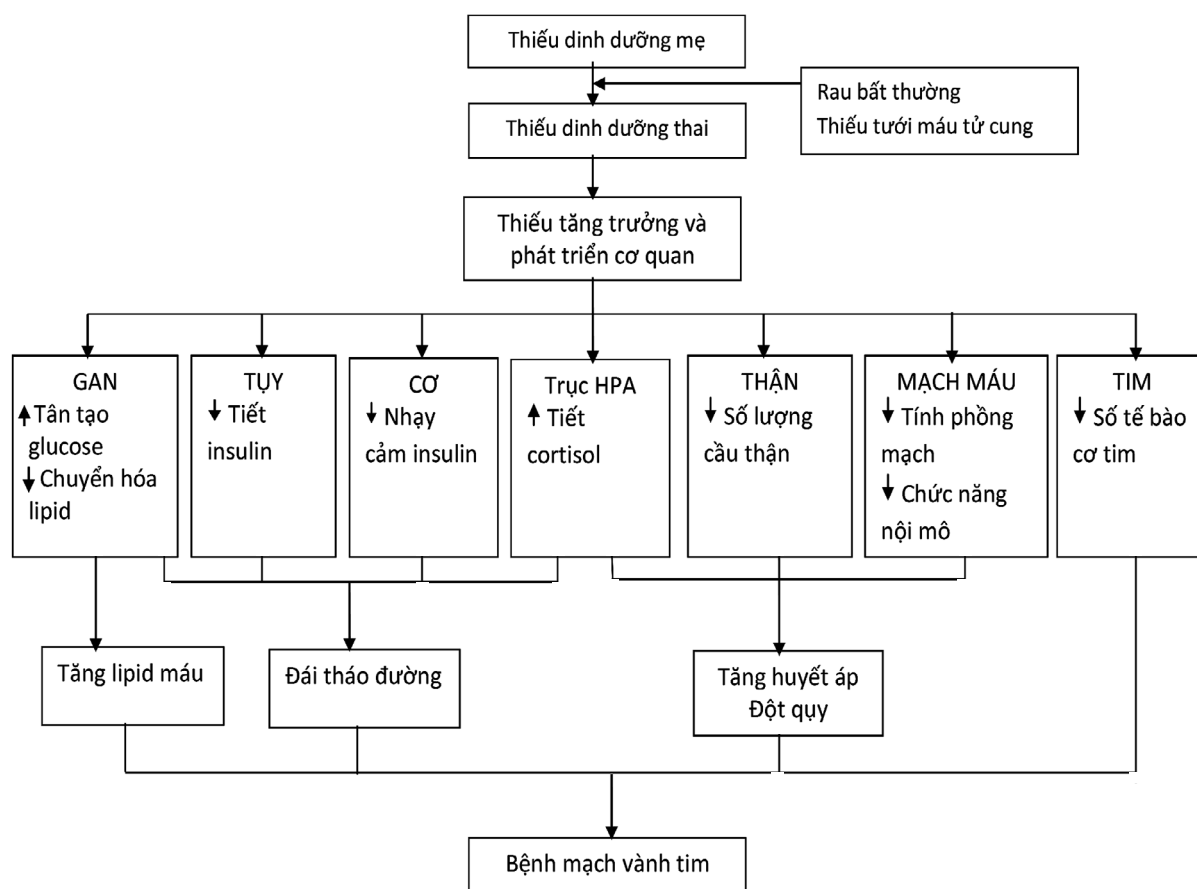 Thiếu dinh dưỡng mẹ
Rau bất thường
Thiếu tưới máu tử cung
Thiếu dinh dưỡng thai
Thiếu tăng trưởng và
phát triển cơ quan
GAN
Tân tạo
glucose
Chuyển hóa
lipid
TỤY
Tiết
insulin
CƠ
Nhạy
cảm insulin
Trục HPA
Tiết
cortisol
THẬN
Số lượng
cầu thận
MẠCH MÁU
Tính phồng
mạch
Chức năng
nội mô
TIM
Số tế bào
cơ tim
Tăng lipid máu
Đái tháo đường
Tăng huyết áp
Đột qụy
Bệnh mạch vành tim